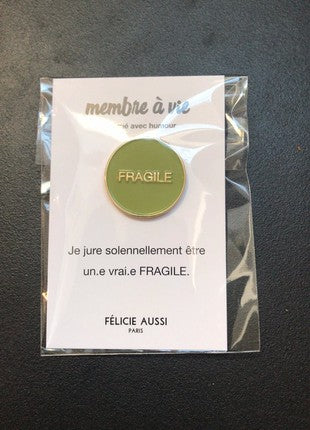 membre à vie
avec humour
FRAGILE
Je jure solennellement être
un.e vrai.e FRAGILE.
FÉLICIE AUSSI
PARIS